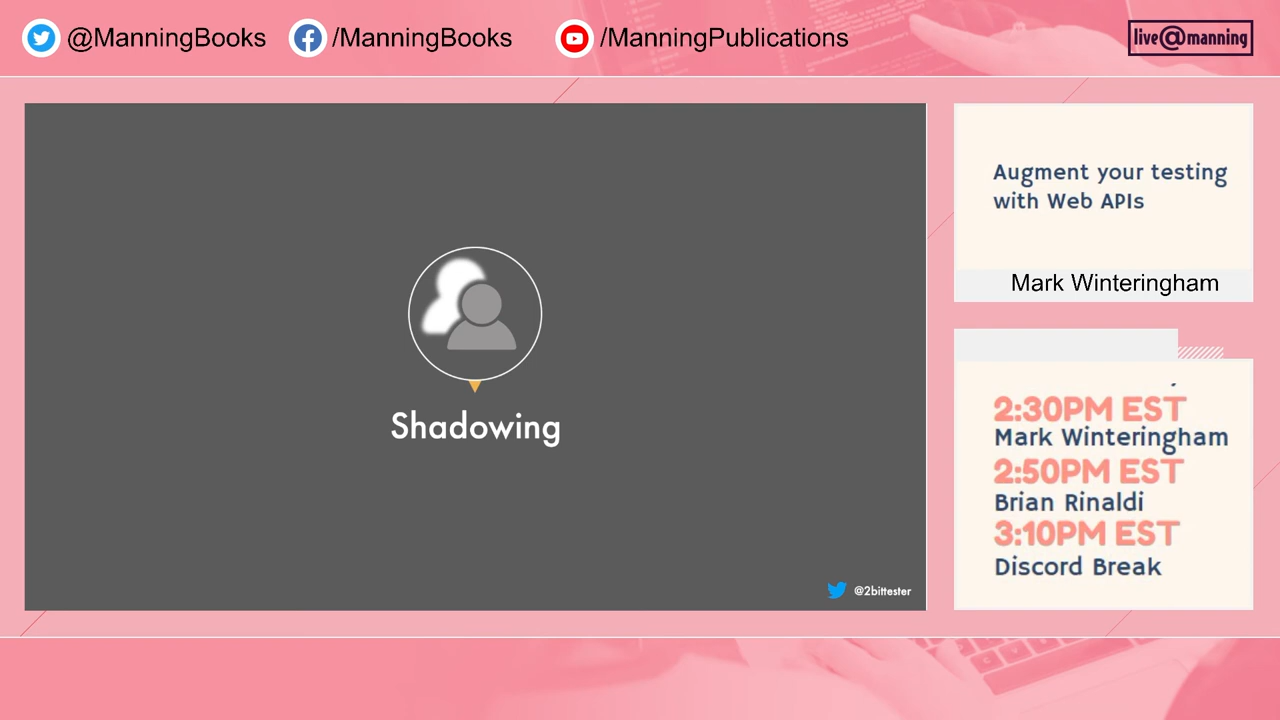 @ManningBooks
/ManningBooks
/ManningPublications
live@manning
Shadowing
@2bittester
Augment your testing
with Web APIs
Mark Winteringham
2:30PM EST
Mark Winteringham
2:50PM EST
Brian Rinaldi
3:10PM EST
Discord Break